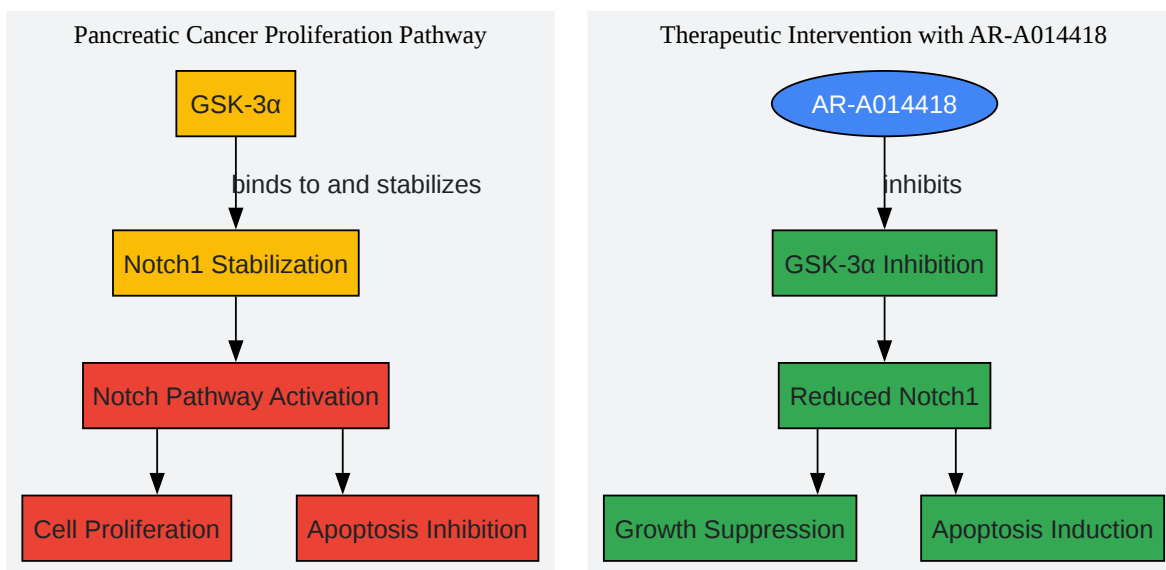 Pancreatic Cancer Proliferation Pathway
GSK-3α
binds to and stabilizes
Notch1 Stabilization
Notch Pathway Activation
Cell Proliferation
Apoptosis Inhibition
Therapeutic Intervention with AR-A014418
AR-A014418
inhibits
GSK-3α Inhibition
Reduced Notch1
Growth Suppression
Apoptosis Induction